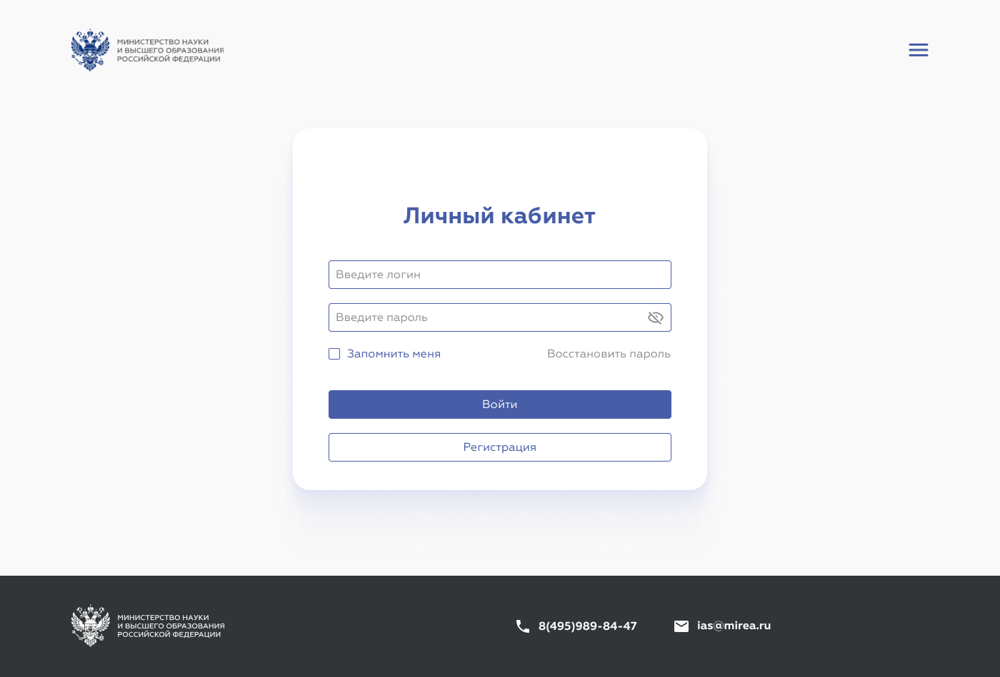 МИНИСТЕРСТВО НАУКИ
И ВЫСШЕГО ОБРАЗОВАНИЯ
РОССИЙСКОЙ ФЕДЕРАЦИИ
Личный кабинет
Введите логин
Введите пароль
Запомнить меня
Восстановить пароль
Войти
Регистрация
МИНИСТЕРСТВО НАУКИ
И ВЫСШЕГО ОБРАЗОВАНИЯ
РОССИЙСКОЙ ФЕДЕРАЦИИ
8(495)989-84-47
ias@mirea.ru